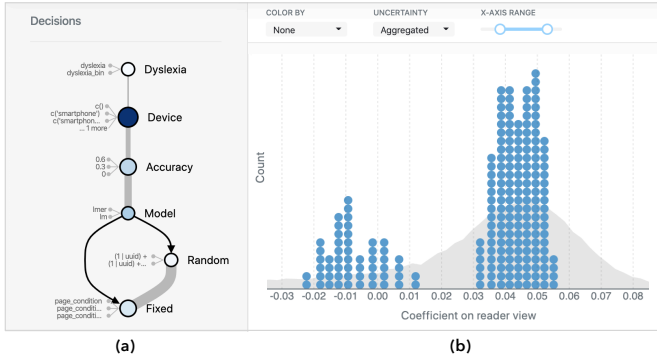 Decisions
dyslexia
dyslexia_bin
Dyslexia
c()
c('smartphone')
c('smartphon...
... 1 more
Device
0.6
0.3
0
Accuracy
lmer
lm
Model
(1 | uuid) +
(1 | uuid) +...
Random
page_condition
page_conditi...
page_conditi...
Fixed
(a)
COLOR BY
UNCERTAINTY
X-AXIS RANGE
None
Aggregated
Count
-0.03 -0.02 -0.01 0.00 0.01 0.02 0.03 0.04 0.05 0.06 0.07 0.08
Coefficient on reader view
(b)